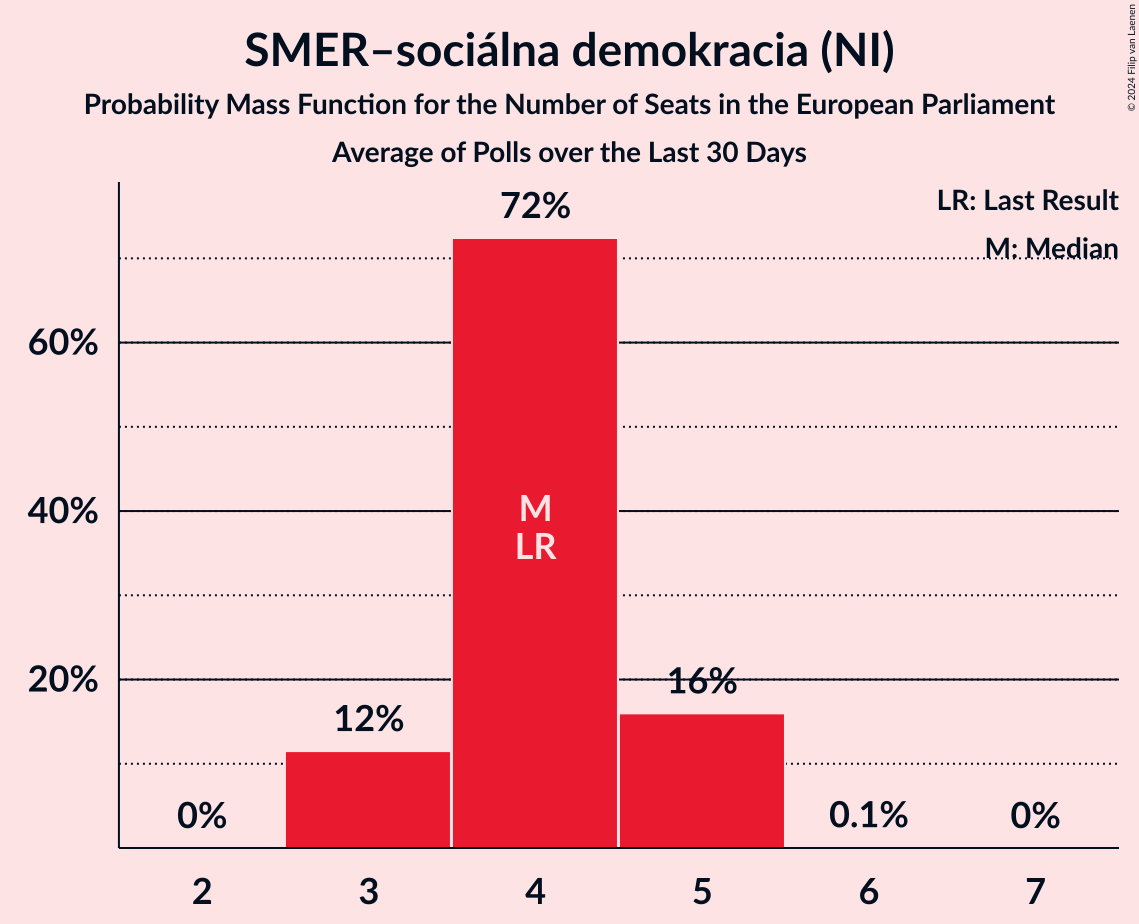 SMER–sociálna demokracia (NI)
Probability Mass Function for the Number of Seats in the European Parliament
Average of Polls over the Last 30 Days
© 2024 Filip van Laenen
LR: Last Result
M: Median
72%
60%
40%
M
LR
20%
16%
12%
0%
0.1%
0%
2 3 4 5 6 7